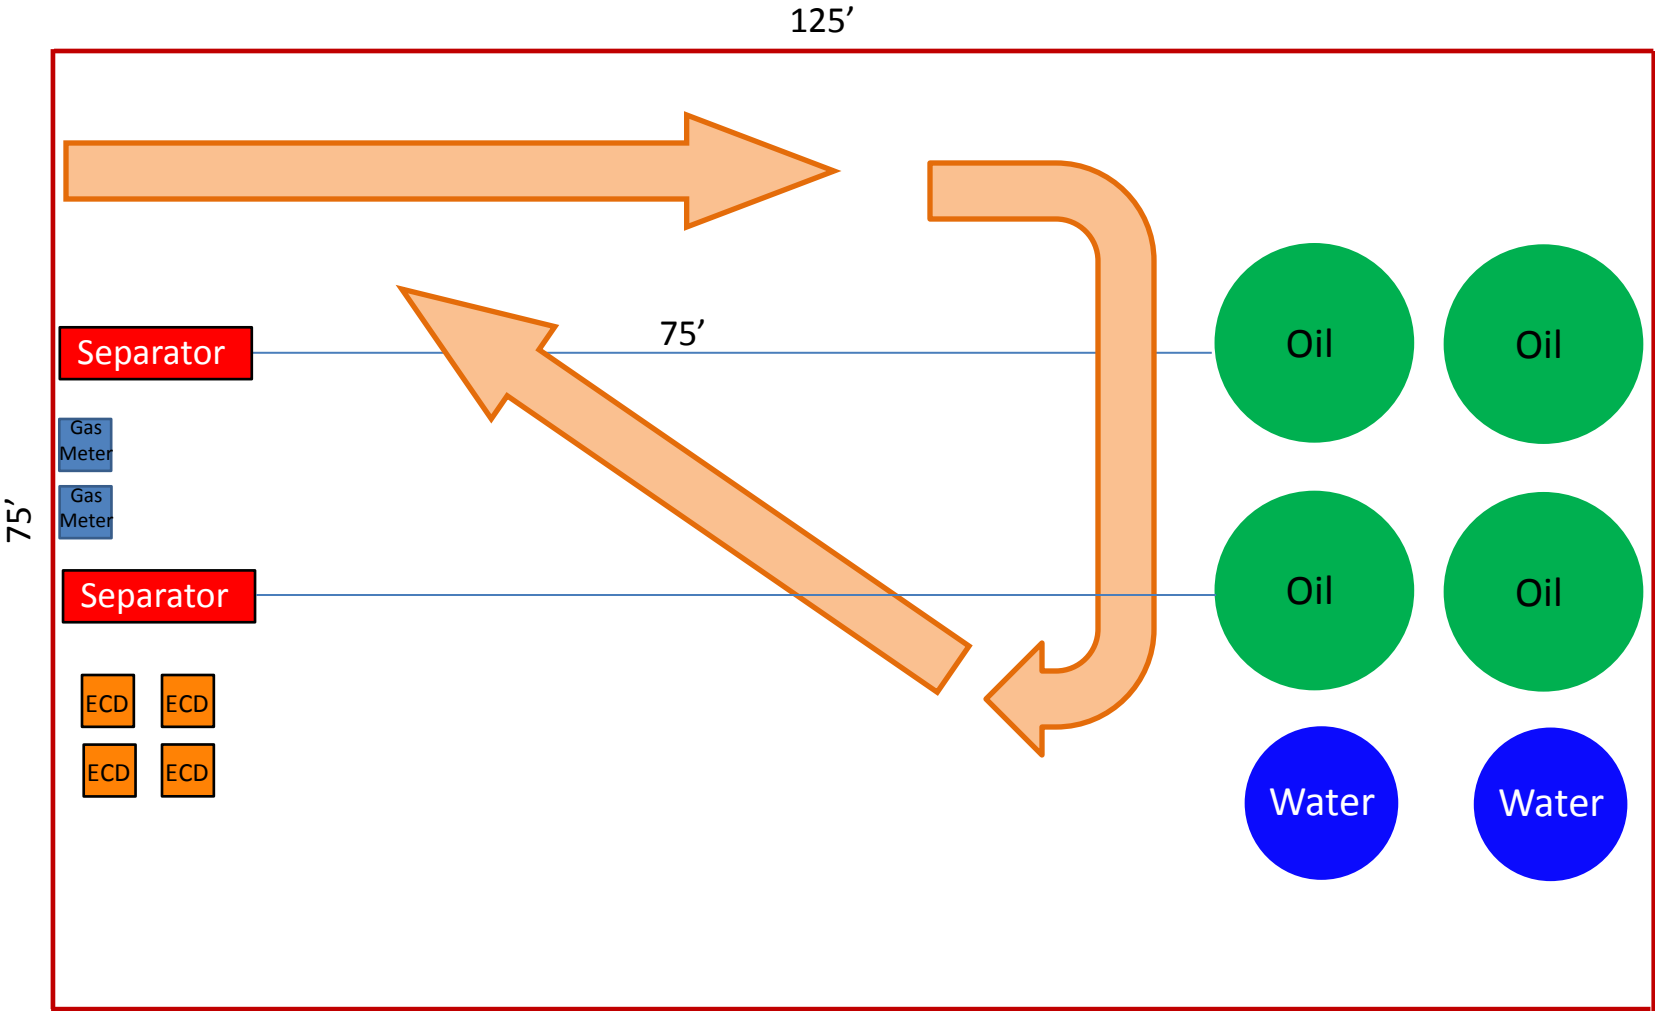 125’
75’
Separator
75’
Oil
Oil
Gas
Meter
Gas
Meter
Separator
Oil
Oil
ECD
ECD
ECD
ECD
Water
Water